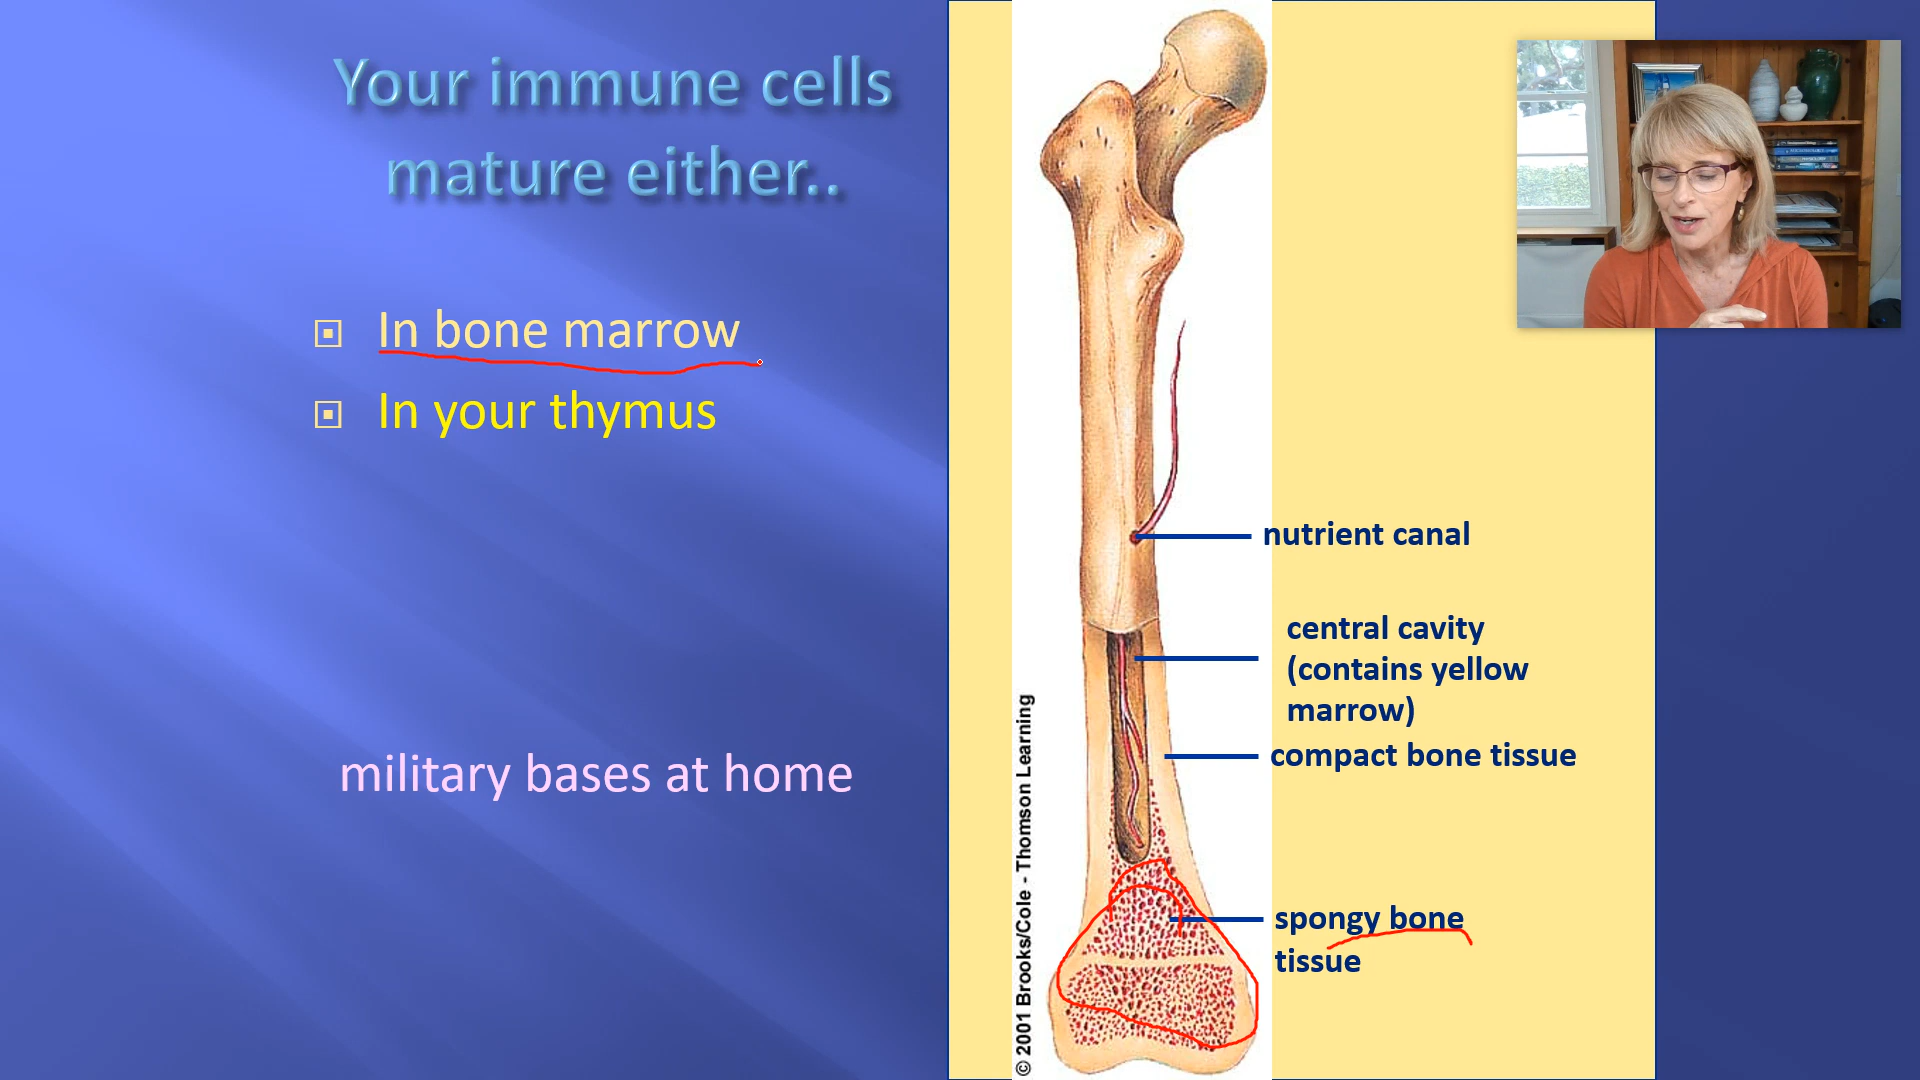 Your immune cells
mature either..
In bone marrow
In your thymus
military bases at home
nutrient canal
central cavity
(contains yellow
marrow)
compact bone tissue
spongy bone
tissue
© 2001 Brooks/Cole - Thomson Learning